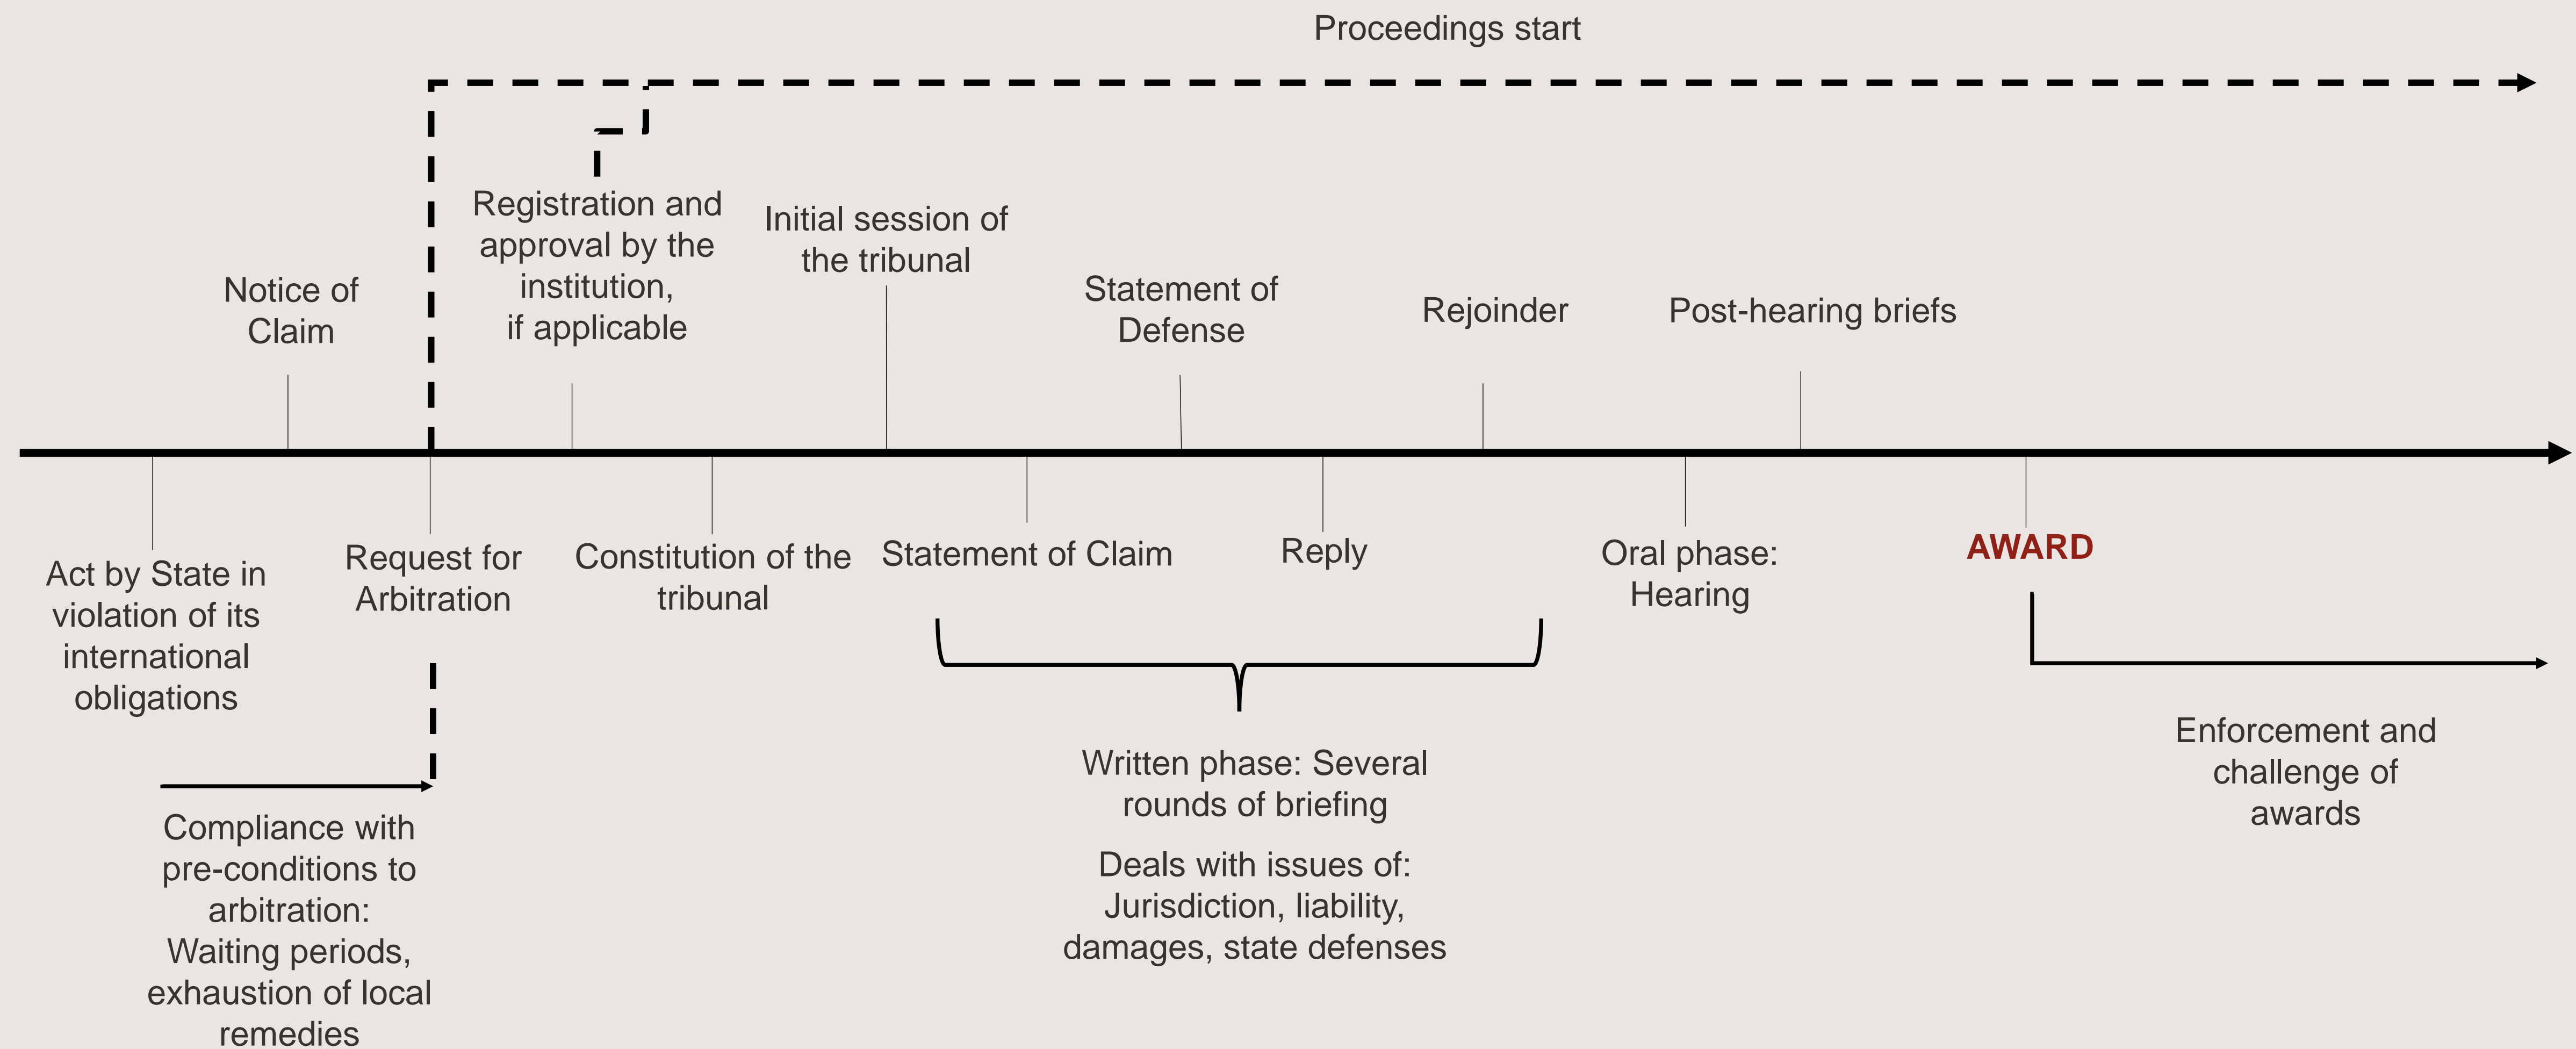 Proceedings start
Registration and
approval by the
institution,
if applicable
Initial session of
the tribunal
Notice of
Claim
Statement of
Defense
Rejoinder
Post-hearing briefs
Act by State in
violation of its
international
obligations
Request for
Arbitration
Constitution of the
tribunal
Statement of Claim
Reply
Oral phase:
Hearing
AWARD
Compliance with
pre-conditions to
arbitration:
Waiting periods,
exhaustion of local
remedies
Written phase: Several
rounds of briefing
Deals with issues of:
Jurisdiction, liability,
damages, state defenses
Enforcement and
challenge of
awards